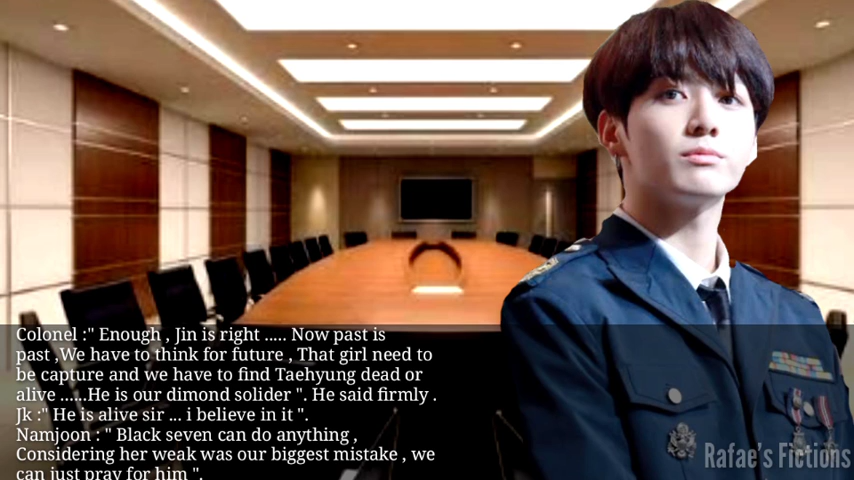 Colonel :" Enough , Jin is right ..... Now past is
past ,We have to think for future , That girl need to
be capture and we have to find Taehyung dead or
alive ......He is our dimond solider ". He said firmly .
Jk :" He is alive sir ... i believe in it ".
Namjoon : " Black seven can do anything ,
Considering her weak was our biggest mistake , we
can just pray for him ".
Rafae's Fictions